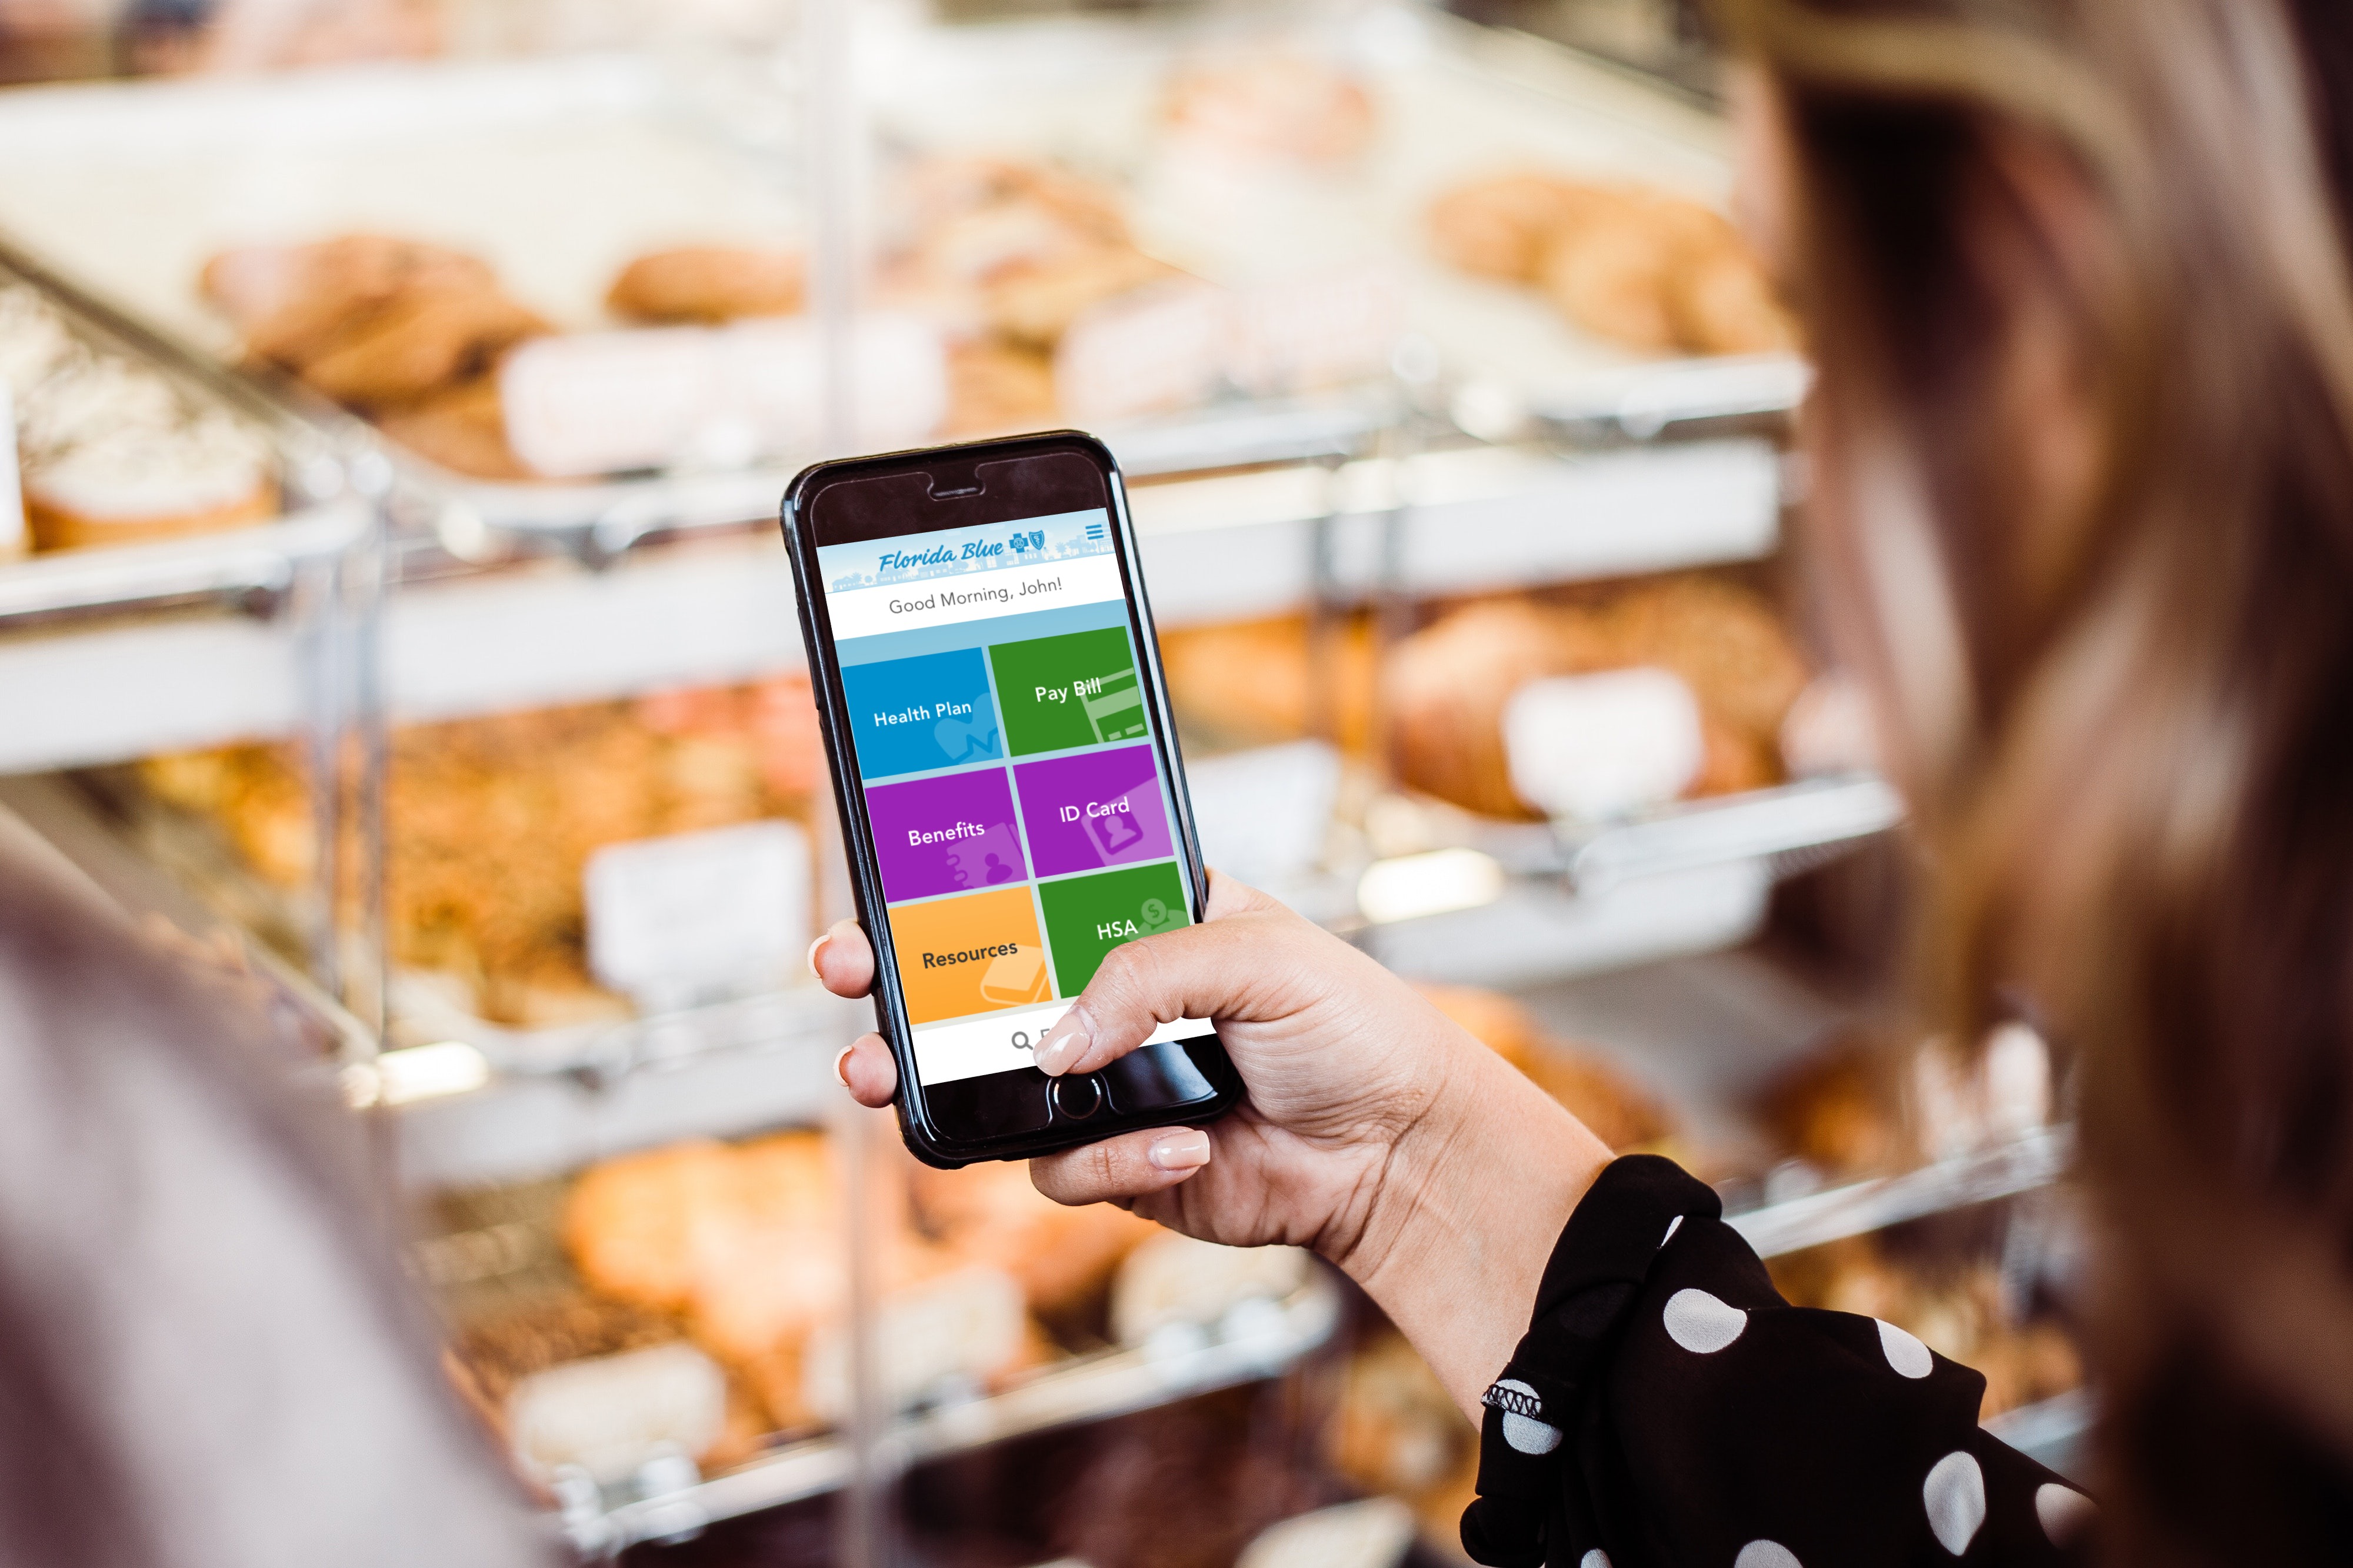 Florida Blue
Good Morning, John!
Health Plan
Pay Bill
Benefits
ID Card
Resources
HSA